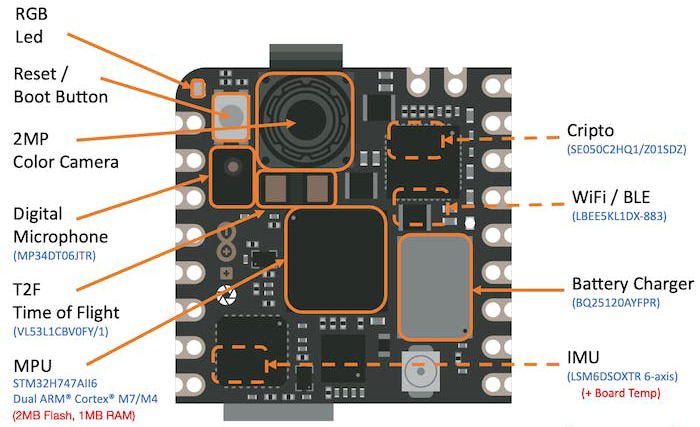 RGB
Led
Reset /
Boot Button
2MP
Color Camera
Digital
Microphone
(MP34DT06JTR)
T2F
Time of Flight
(VL53L1CBV0FY/1)
MPU
STM32H747AII6
Dual ARM® Cortex® M7/M4
(2MB Flash, 1MB RAM)
Cripto
(SE050C2HQ1/Z01SDZ)
WiFi / BLE
(LBEE5KL1DX-883)
Battery Charger
(BQ25120AYFPR)
IMU
(LSM6DSOXTR 6-axis)
(+ Board Temp)